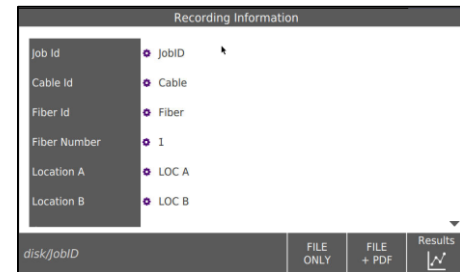 Recording Information
Job Id JobID
Cable Id Cable
Fiber Id Fiber
Fiber Number 1
Location A LOC A
Location B LOC B
disk/JobID
FILE ONLY
FILE + PDF
Results